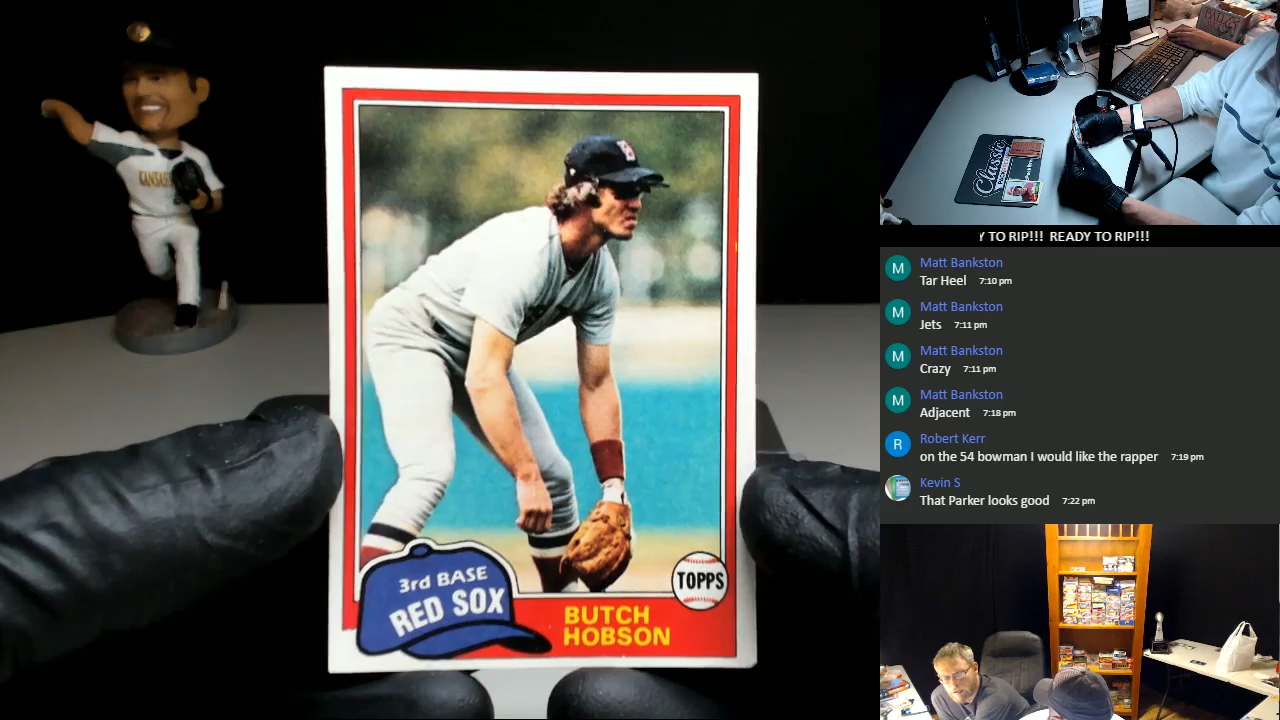 KANSAS
3rd BASE
RED SOX
BUTCH
HOBSON
TOPPS
Classic
Y TO RIP!!! READY TO RIP!!!
M
Matt Bankston
Tar Heel 7:10 pm
M
Matt Bankston
Jets 7:11 pm
M
Matt Bankston
Crazy 7:11 pm
M
Matt Bankston
Adjacent 7:18 pm
R
Robert Kerr
on the 54 bowman I would like the rapper 7:19 pm
Kevin S
That Parker looks good 7:22 pm